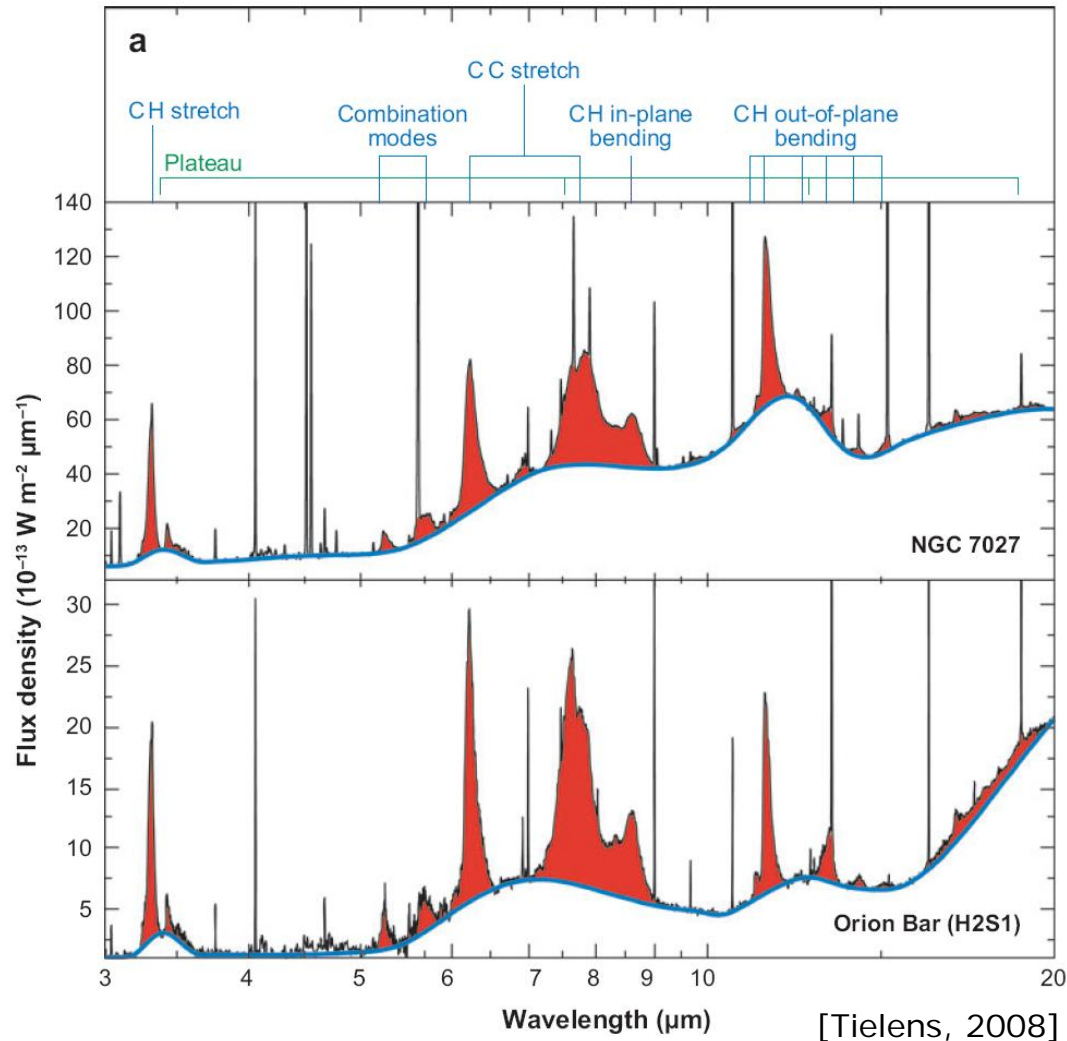 a
CC stretch
CH stretch
Combination
modes
CH in-plane
bending
CH out-of-plane
bending
Plateau
140
120
100
80
60
40
20
NGC 7027
30
25
20
15
10
5
Orion Bar (H2S1)
Flux density (10⁻¹³ W m⁻² µm⁻¹)
3 4 5 6 7 8 9 10 20
Wavelength (µm)
[Tielens, 2008]